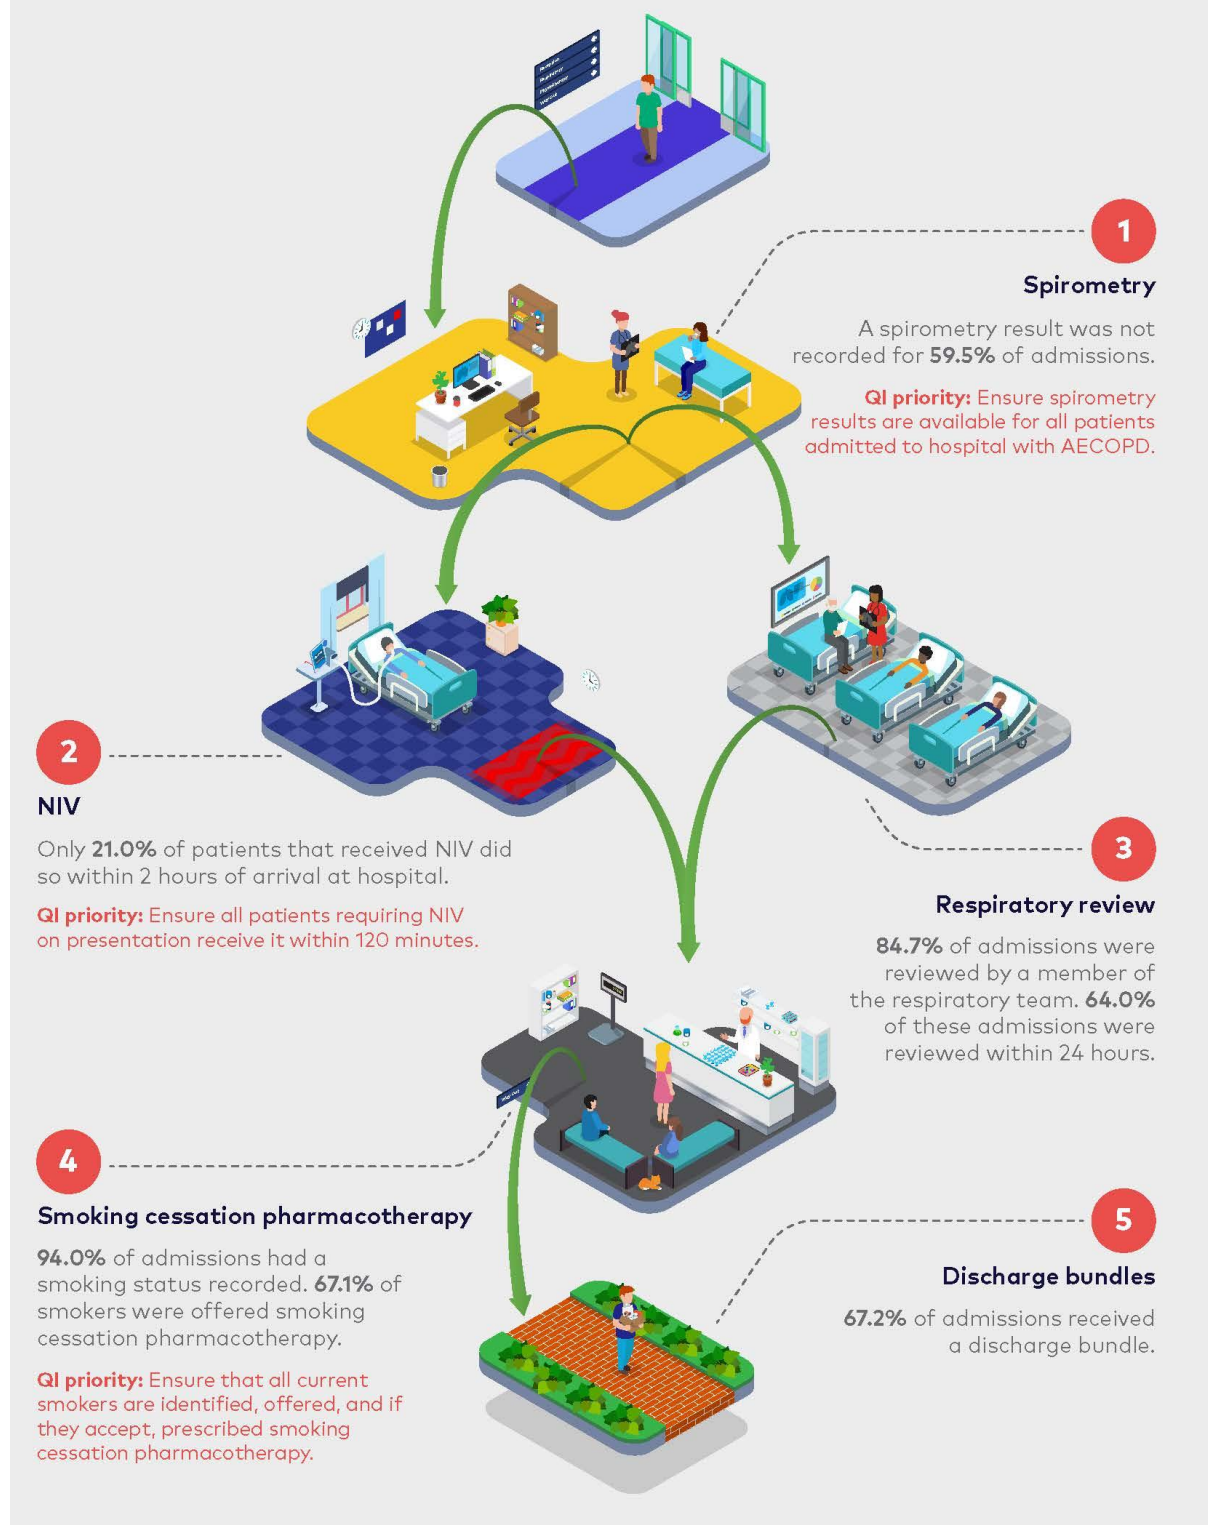 1
Spirometry
A spirometry result was not
recorded for 59.5% of admissions.
QI priority: Ensure spirometry
results are available for all patients
admitted to hospital with AECOPD.
2
NIV
Only 21.0% of patients that received NIV did
so within 2 hours of arrival at hospital.
QI priority: Ensure all patients requiring NIV
on presentation receive it within 120 minutes.
3
Respiratory review
84.7% of admissions were
reviewed by a member of
the respiratory team. 64.0%
of these admissions were
reviewed within 24 hours.
4
Smoking cessation pharmacotherapy
94.0% of admissions had a
smoking status recorded. 67.1% of
smokers were offered smoking
cessation pharmacotherapy.
QI priority: Ensure that all current
smokers are identified, offered, and if
they accept, prescribed smoking
cessation pharmacotherapy.
5
Discharge bundles
67.2% of admissions received
a discharge bundle.